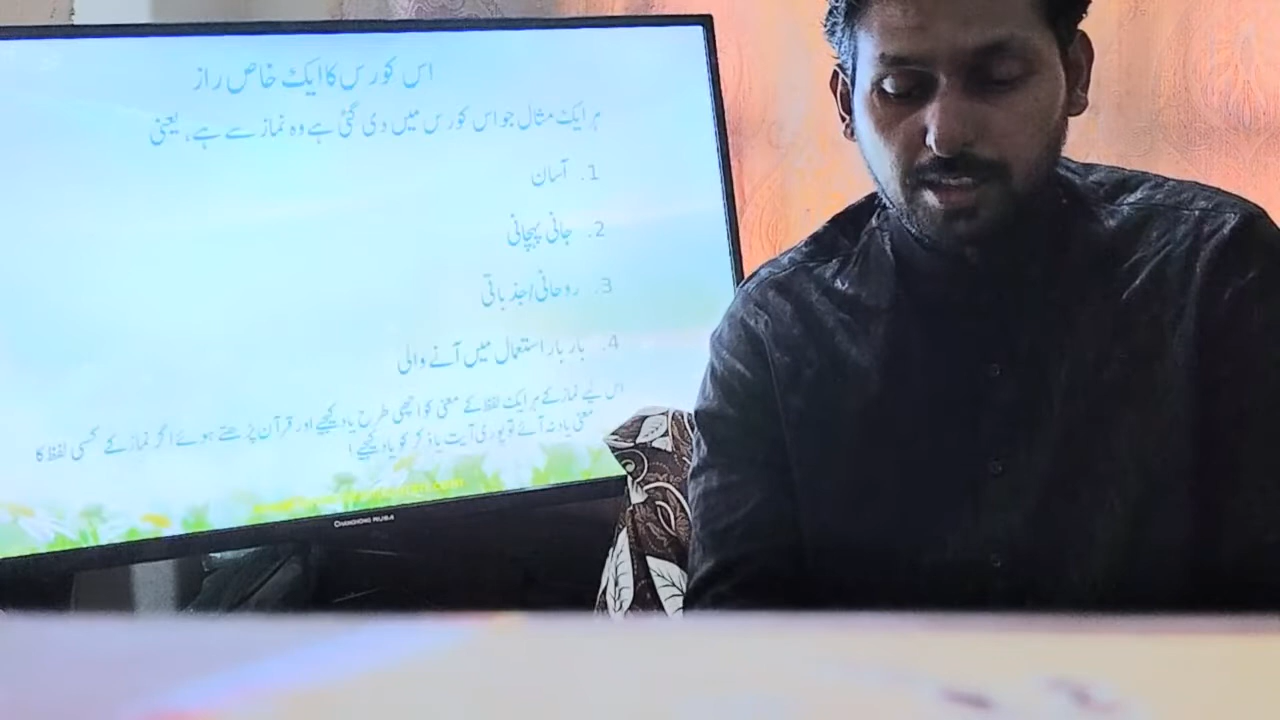 اس کورس کا ایک خاص راز
ہر ایک مثال جو اس کورس میں دی گئی ہے وہ نماز سے ہے، یعنی
1. آسان
2. جانی پہچانی
3. روحانی/جذباتی
4. بار بار استعمال میں آنے والی
اس لیے نماز کے ہر ایک لفظ کے معنی کو اچھی طرح یاد کیجیے اور قرآن پڑھتے ہوئے اگر نماز کے کسی لفظ کا
معنی یاد نہ آئے تو پوری آیت یا ذکر کو یاد کیجیے !
CHANGHONG RUBA